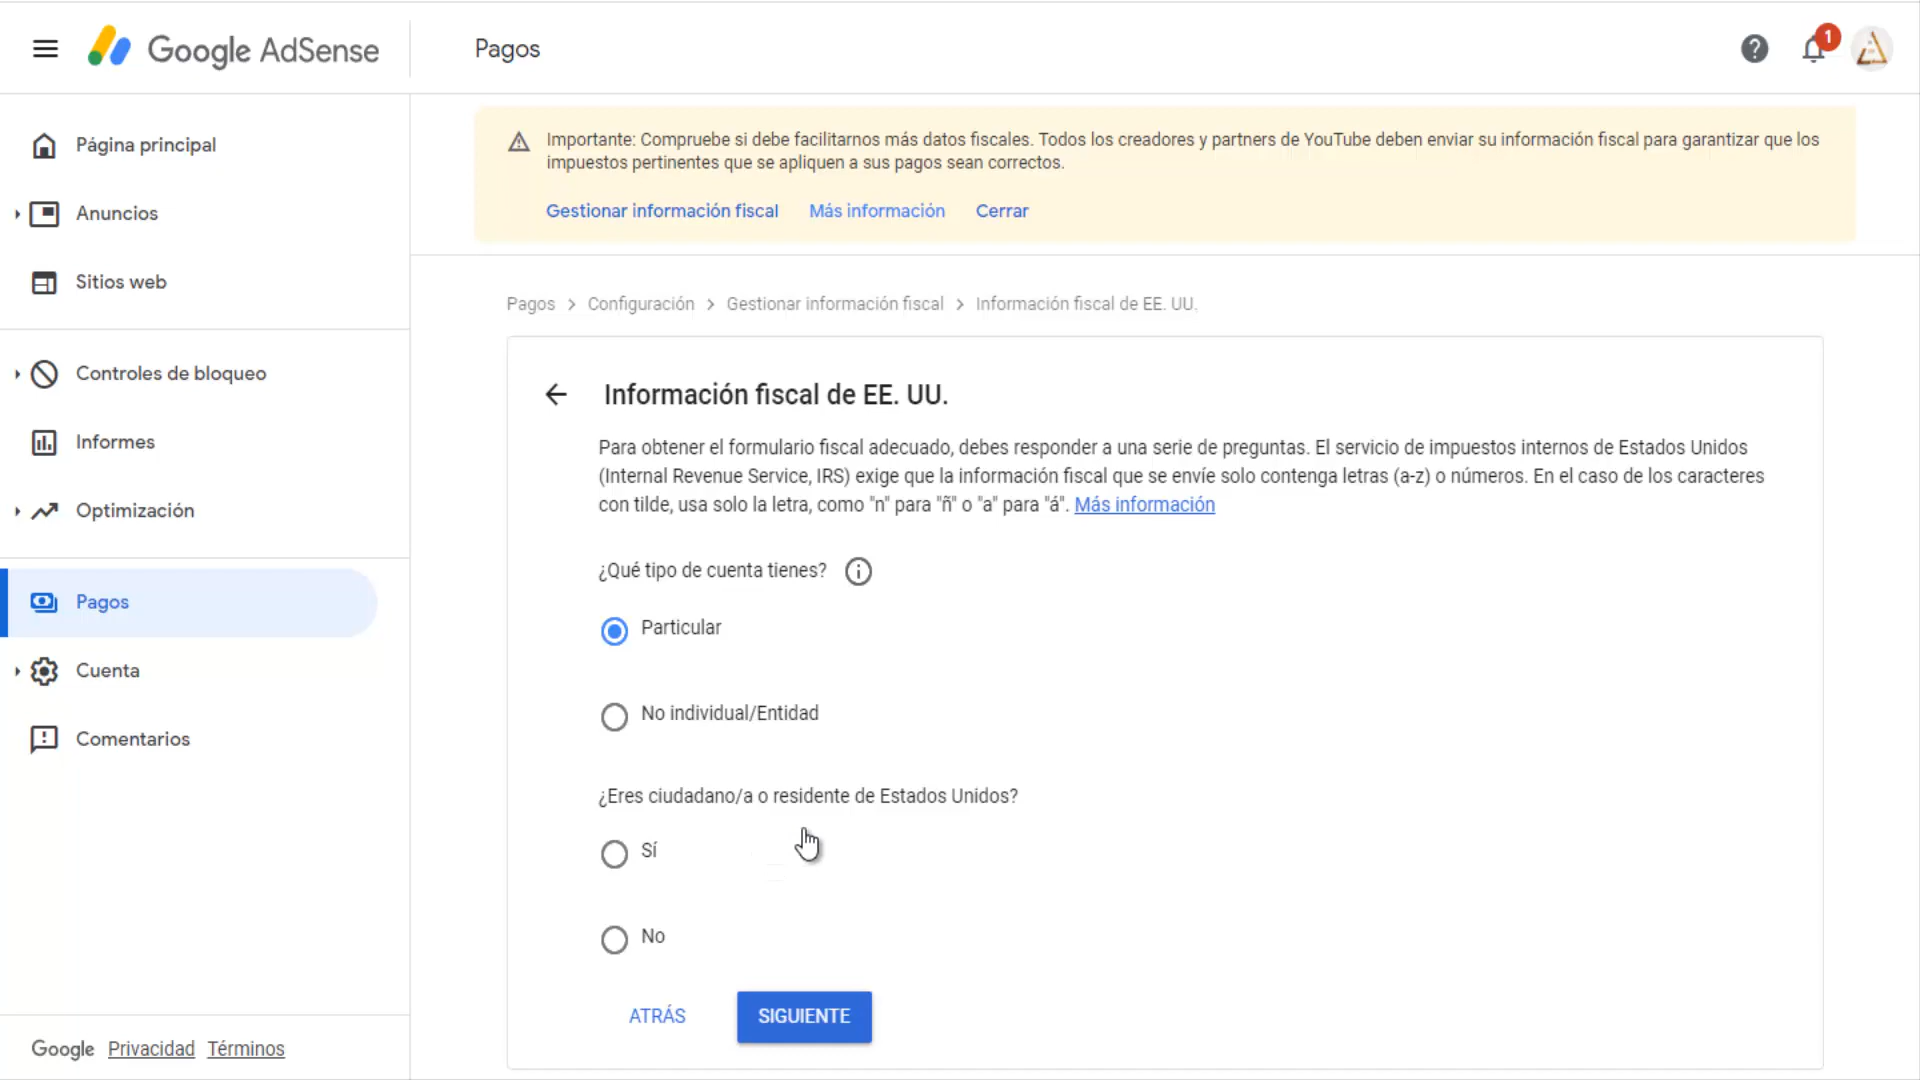 Google AdSense
Pagos
1
Página principal
Anuncios
Sitios web
Controles de bloqueo
Informes
Optimización
Pagos
Cuenta
Comentarios
Google Privacidad Términos
Importante: Compruebe si debe facilitarnos más datos fiscales. Todos los creadores y partners de YouTube deben enviar su información fiscal para garantizar que los
impuestos pertinentes que se apliquen a sus pagos sean correctos.
Gestionar información fiscal Más información Cerrar
Pagos > Configuración > Gestionar información fiscal > Información fiscal de EE. UU.
Información fiscal de EE. UU.
Para obtener el formulario fiscal adecuado, debes responder a una serie de preguntas. El servicio de impuestos internos de Estados Unidos
(Internal Revenue Service, IRS) exige que la información fiscal que se envíe solo contenga letras (a-z) o números. En el caso de los caracteres
con tilde, usa solo la letra, como "n" para "ñ" o "a" para "á". Más información
¿Qué tipo de cuenta tienes?
Particular
No individual/Entidad
¿Eres ciudadano/a o residente de Estados Unidos?
Sí
No
ATRÁS SIGUIENTE